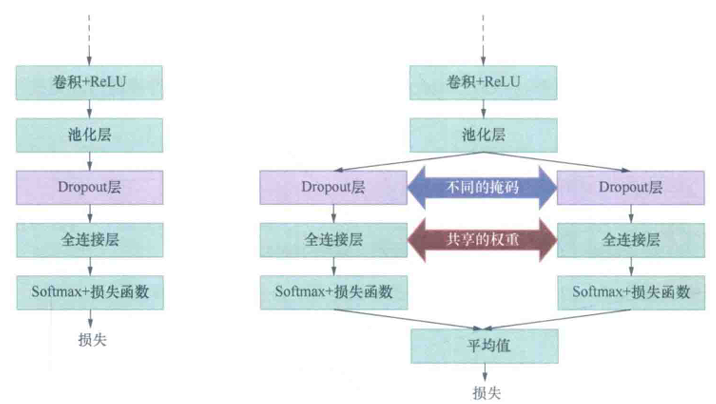 卷积+ReLU
池化层
Dropout层
全连接层
Softmax+损失函数
损失
卷积+ReLU
池化层
Dropout层
不同的掩码
Dropout层
全连接层
共享的权重
全连接层
Softmax+损失函数
Softmax+损失函数
平均值
损失